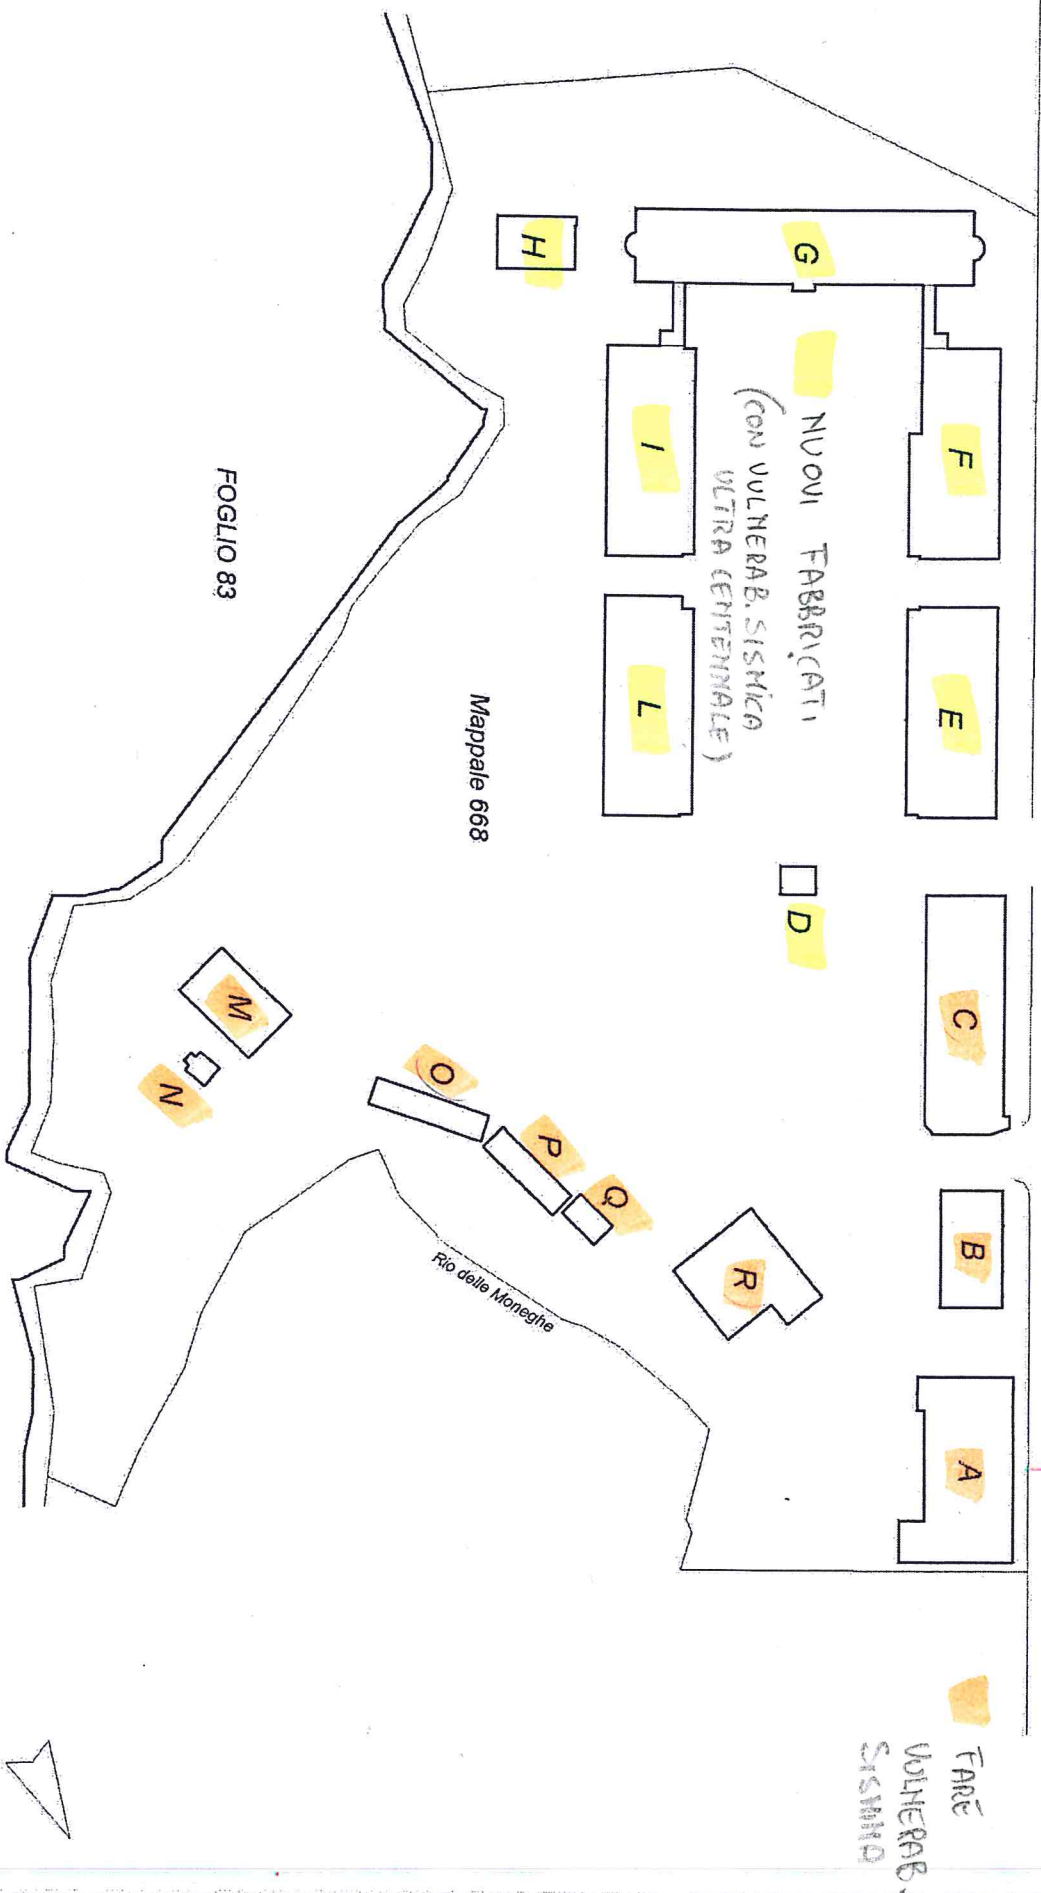 FARE
VULNERAB.
SISMICA
A
B
C
E
F
G
NUOVI FABBRICATI
(CON VULNERAB. SISMICA
ULTRA CENTENNALE)
D
R
H
I
L
Q
P
O
Rio delle Moneghe
Mappale 668
M
N
FOGLIO 83